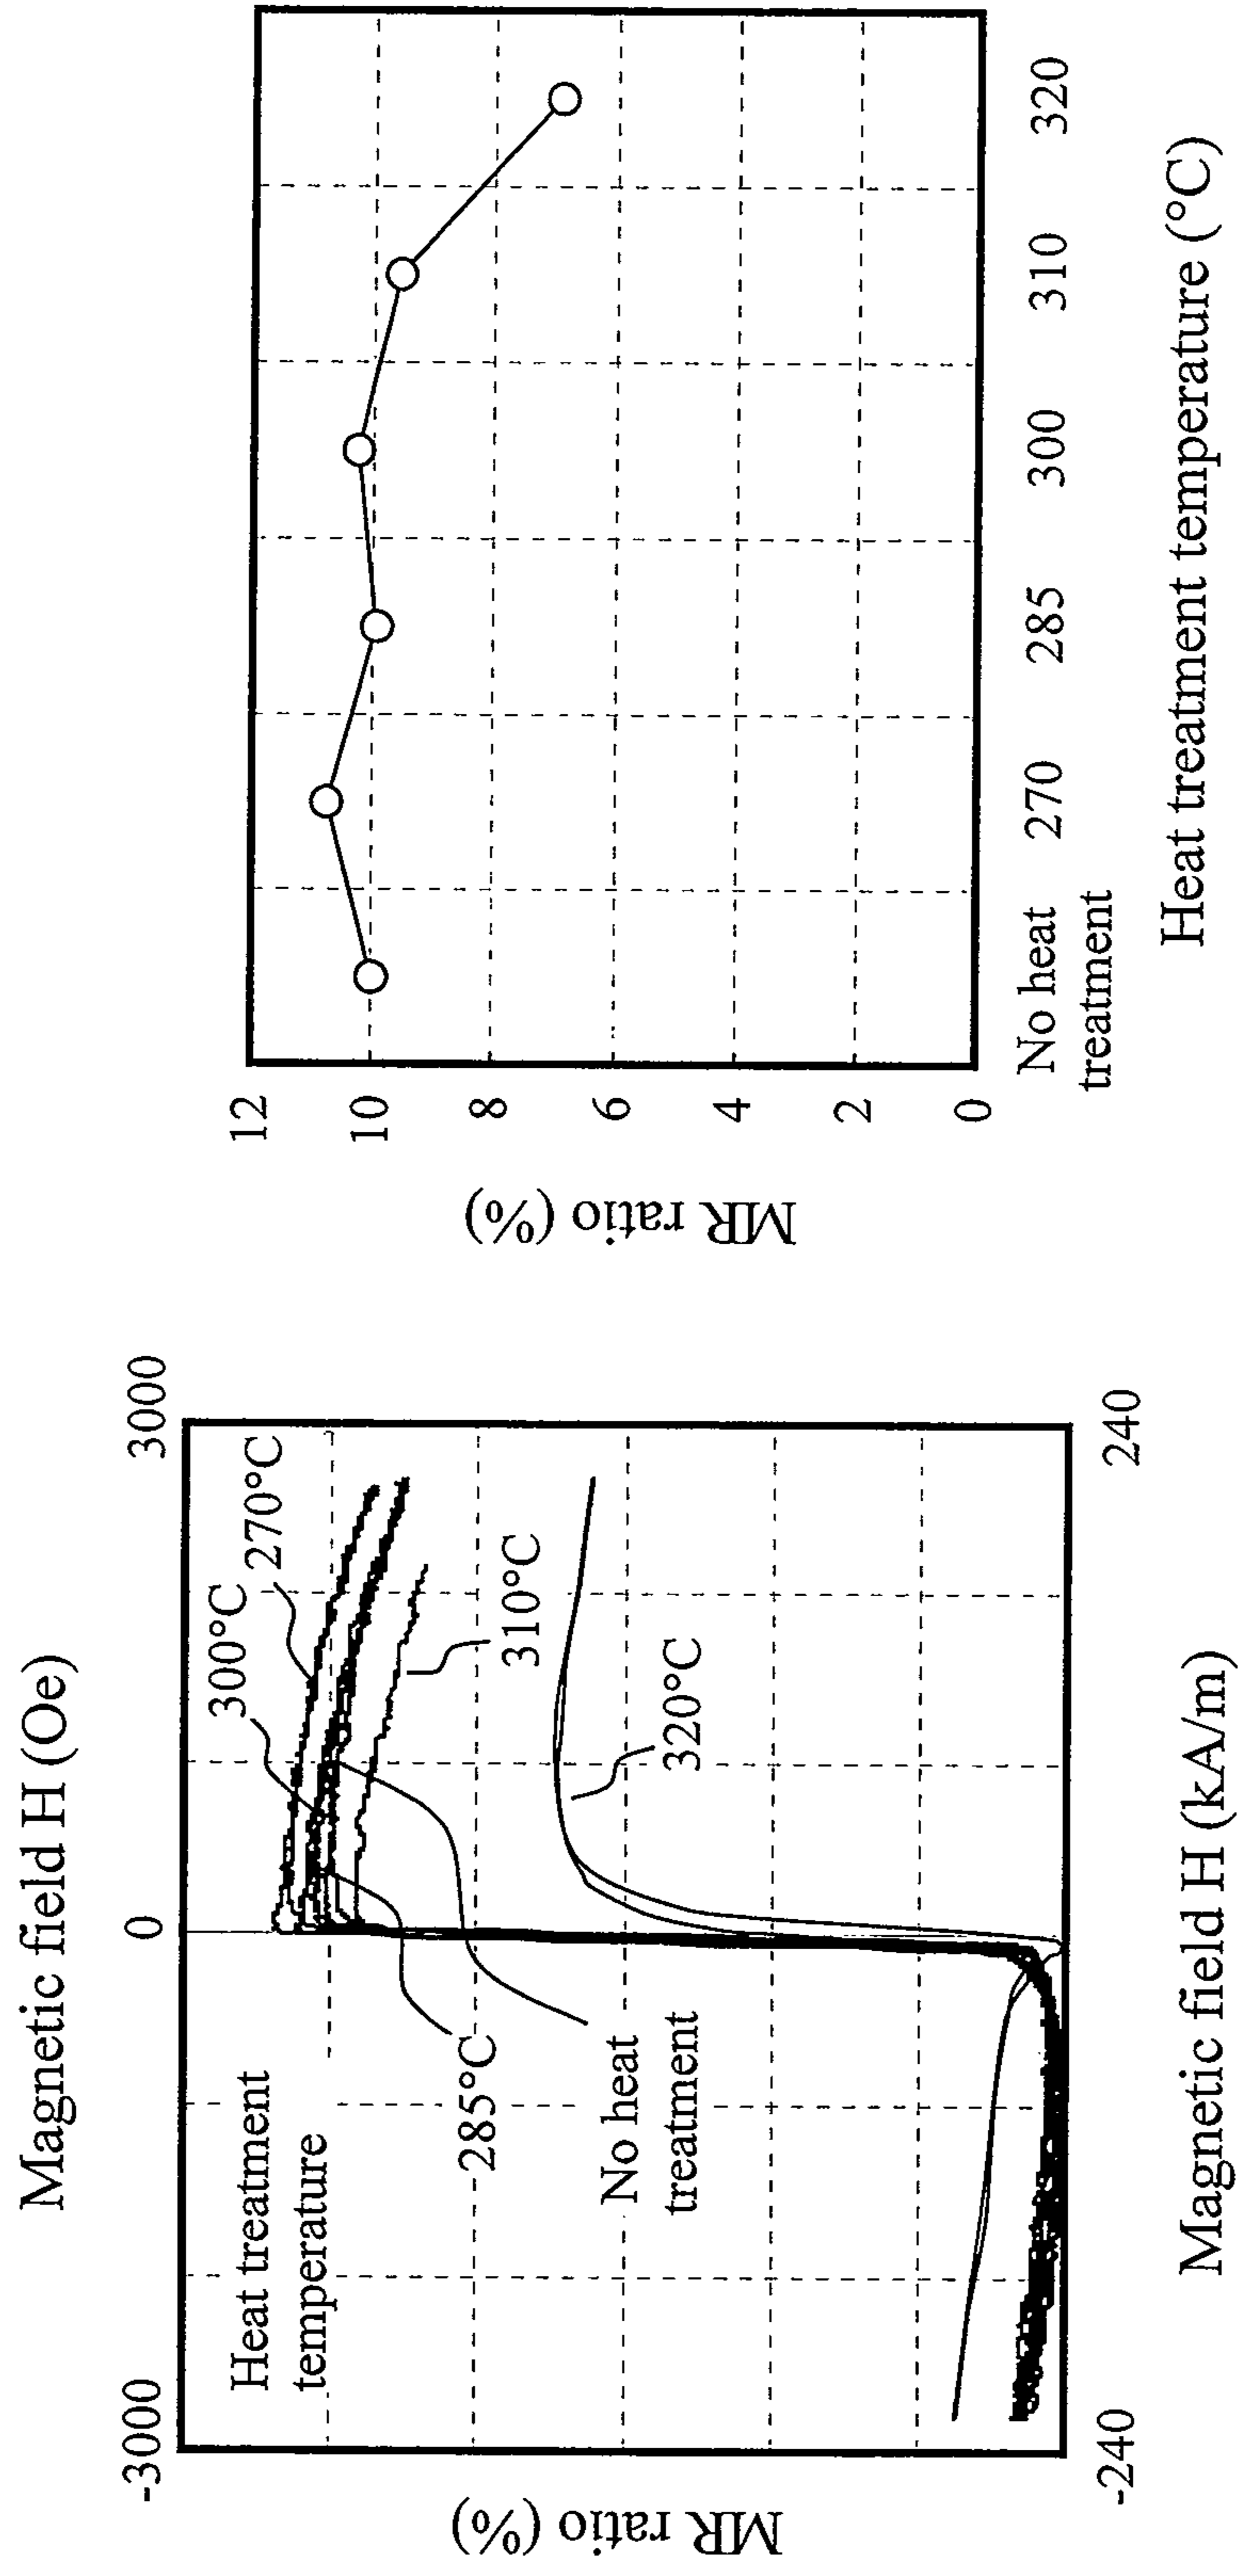 Magnetic field H (Oe)
-3000
0
3000
MR ratio (%)
Heat treatment
temperature
300°C
270°C
310°C
285°C
320°C
No heat
treatment
-240
240
Magnetic field H (kA/m)
MR ratio (%)
12
10
8
6
4
2
0
No heat
treatment
270
285
300
310
320
Heat treatment temperature (°C)